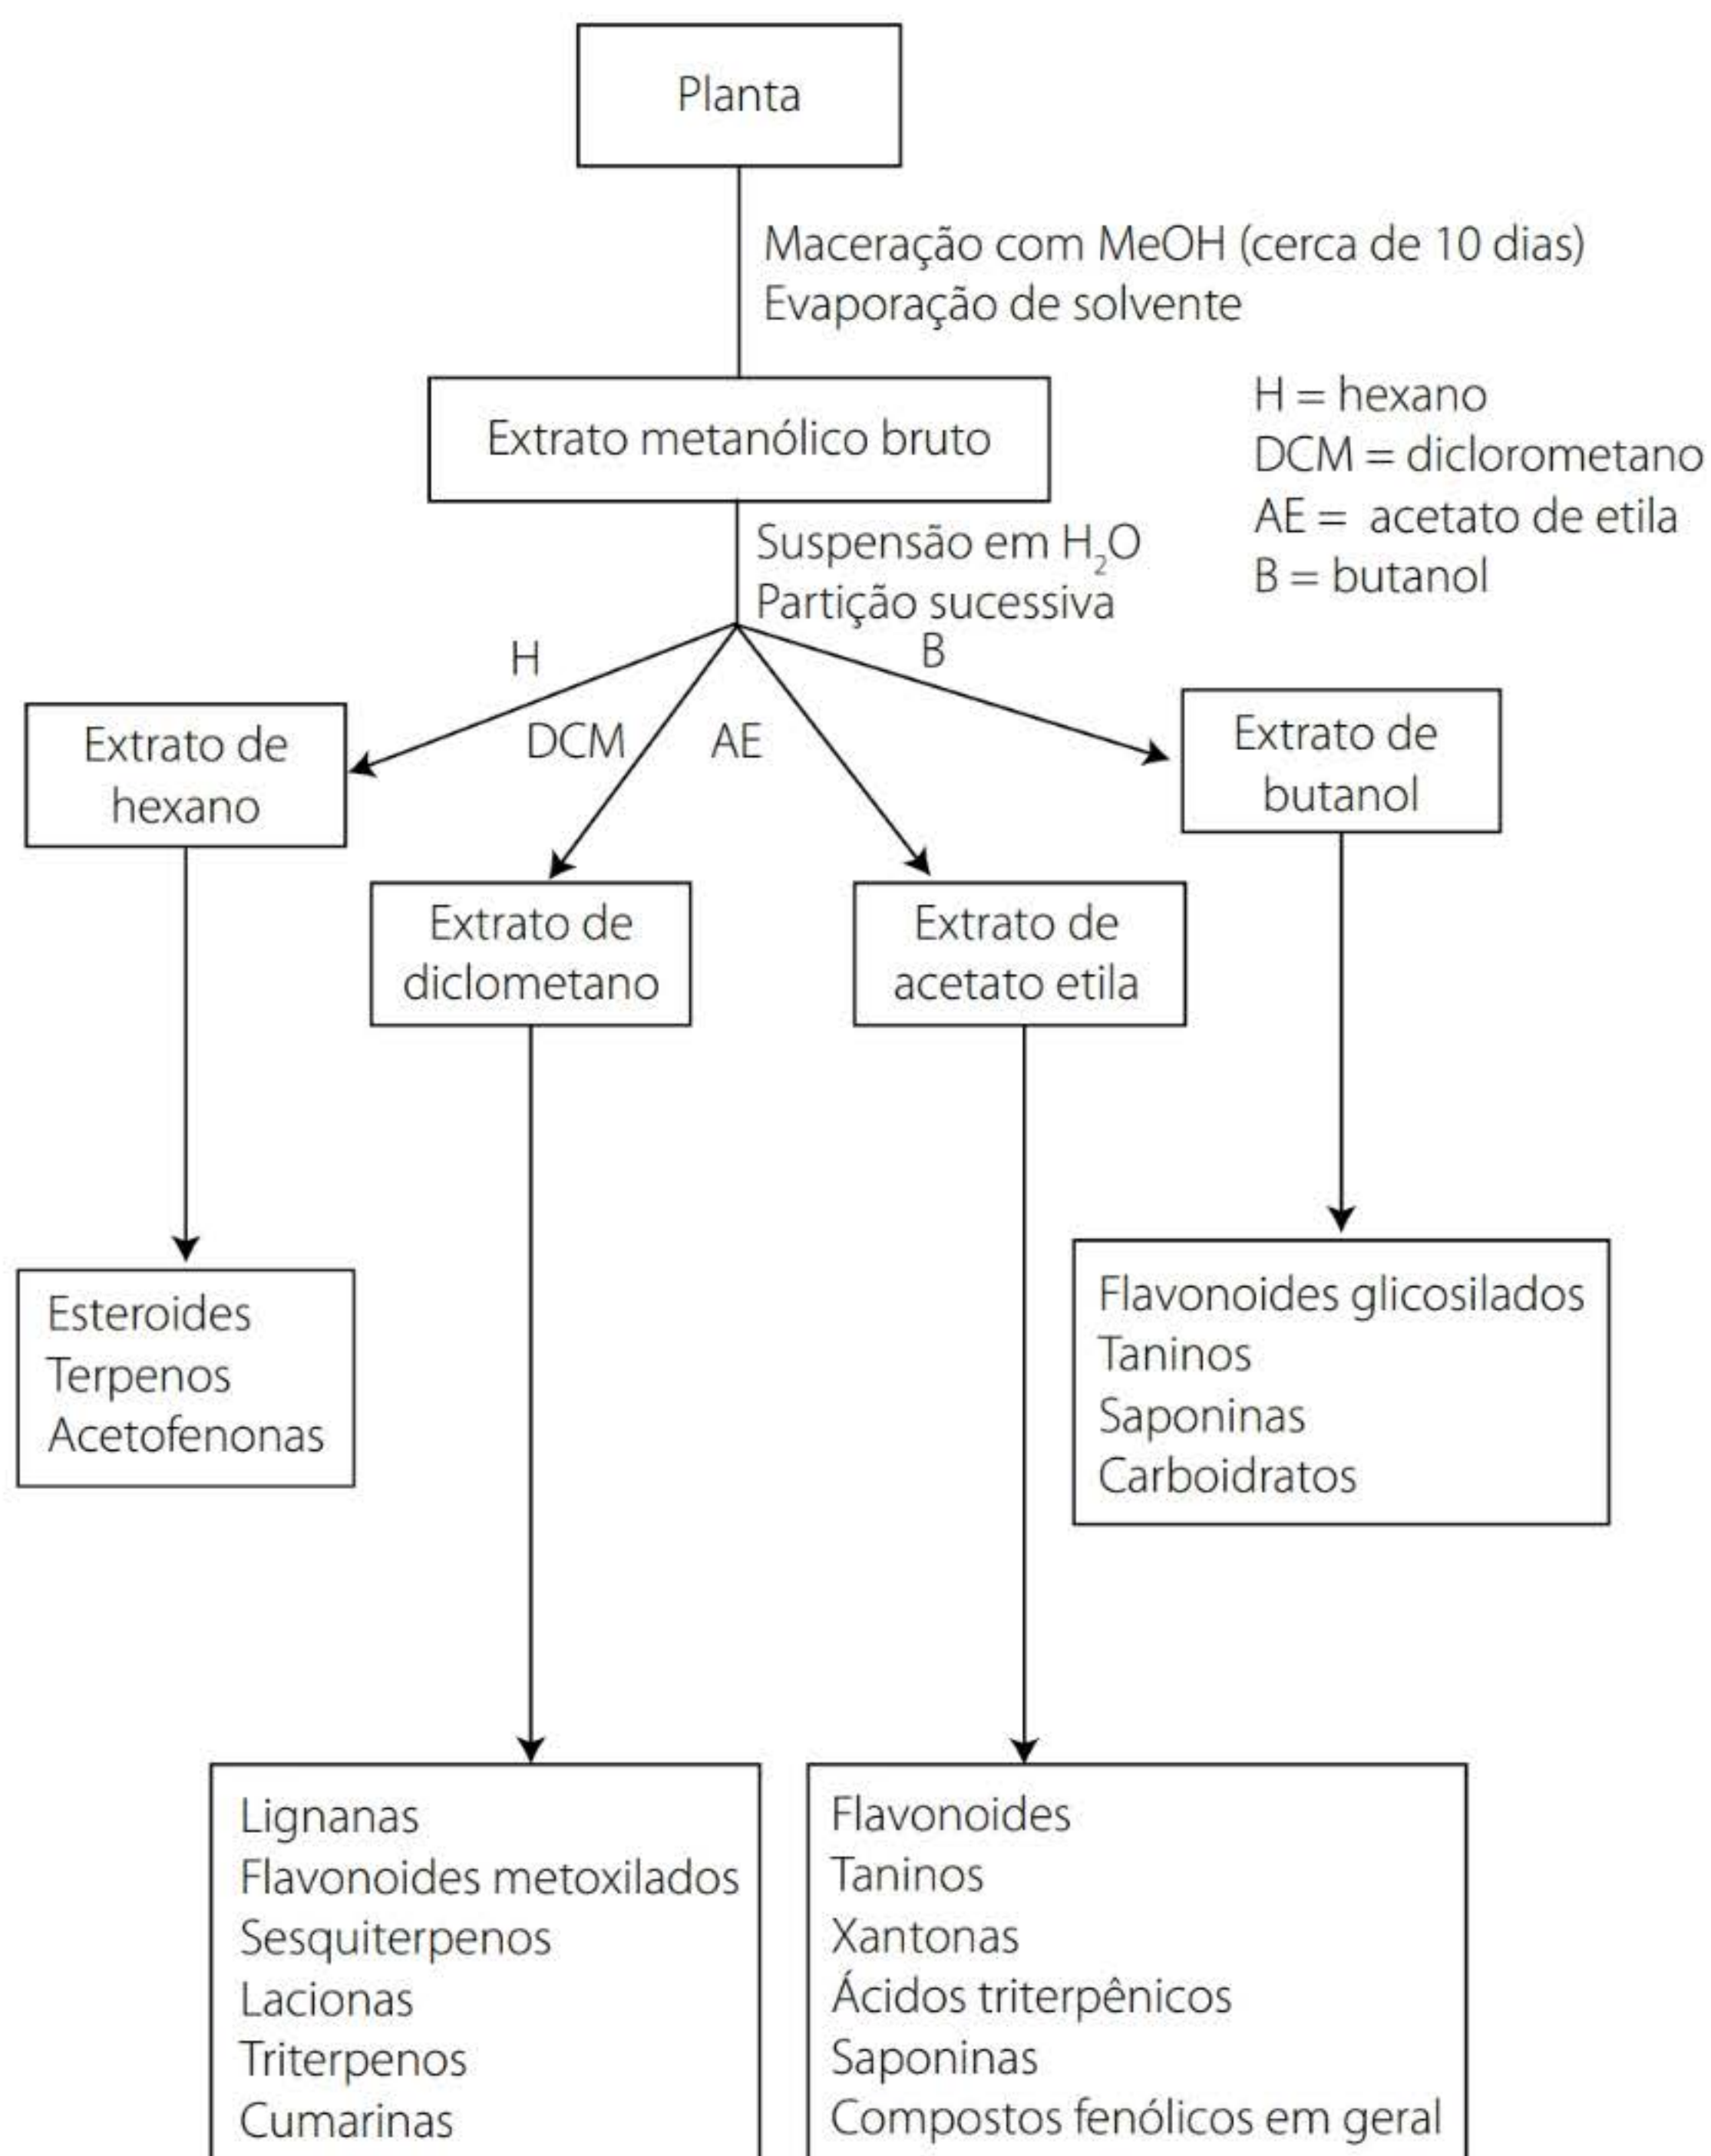 Planta
Maceração com MeOH (cerca de 10 dias)
Evaporação de solvente
Extrato metanólico bruto
H = hexano
DCM = diclorometano
AE = acetato de etila
B = butanol
Suspensão em H₂O
Partição sucessiva
H
DCM
AE
B
Extrato de
hexano
Extrato de
diclometano
Extrato de
acetato etila
Extrato de
butanol
Esteroides
Terpenos
Acetofenonas
Lignanas
Flavonoides metoxilados
Sesquiterpenos
Lacionas
Triterpenos
Cumarinas
Flavonoides
Taninos
Xantonas
Ácidos triterpênicos
Saponinas
Compostos fenólicos em geral
Flavonoides glicosilados
Taninos
Saponinas
Carboidratos